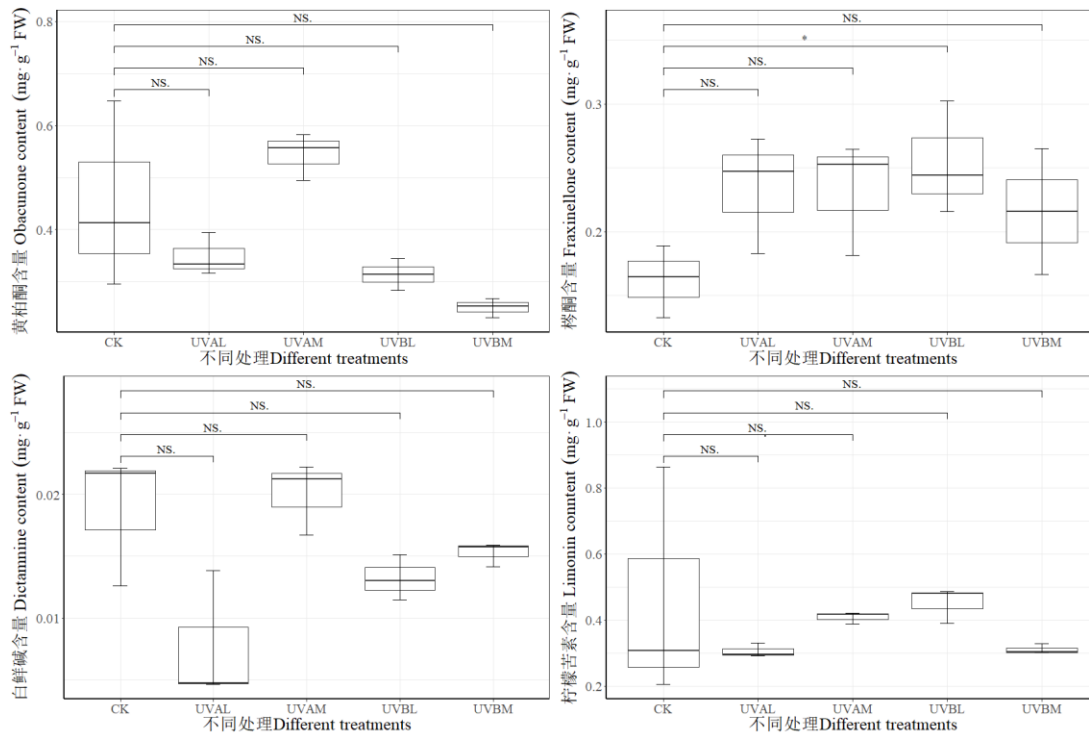 黄柏酮含量 Obacunone content (mg· g⁻¹ FW)
0.8
0.6
0.4
NS.
NS.
NS.
NS.
CK UVAL UVAM UVBL UVBM
不同处理Different treatments
梣酮含量 Fraxinellone content (mg· g⁻¹ FW)
0.3
0.2
NS.
*
NS.
NS.
CK UVAL UVAM UVBL UVBM
不同处理Different treatments
白鲜碱含量 Dictamnine content (mg· g⁻¹ FW)
0.02
0.01
NS.
NS.
NS.
NS.
CK UVAL UVAM UVBL UVBM
不同处理Different treatments
柠檬苦素含量 Limonin conntent (mg· g⁻¹ FW)
1.0
0.8
0.6
0.4
0.2
NS.
NS.
NS.
NS.
CK UVAL UVAM UVBL UVBM
不同处理Different treatments